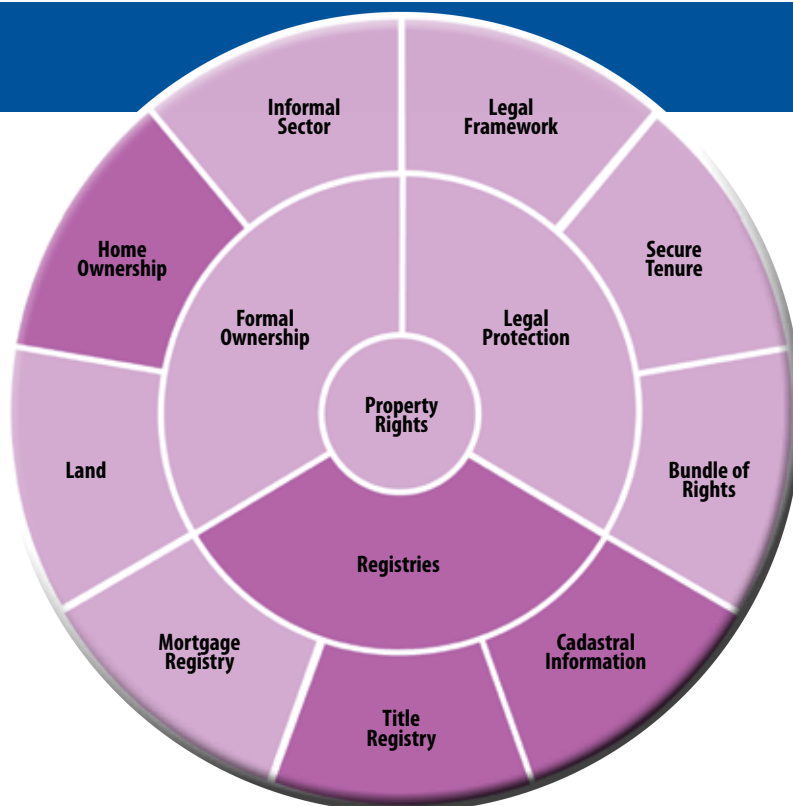 Informal
Sector
Legal
Framework
Home
Ownership
Secure
Tenure
Formal
Ownership
Legal
Protection
Property
Rights
Land
Bundle of
Rights
Registries
Mortgage
Registry
Cadastral
Information
Title
Registry